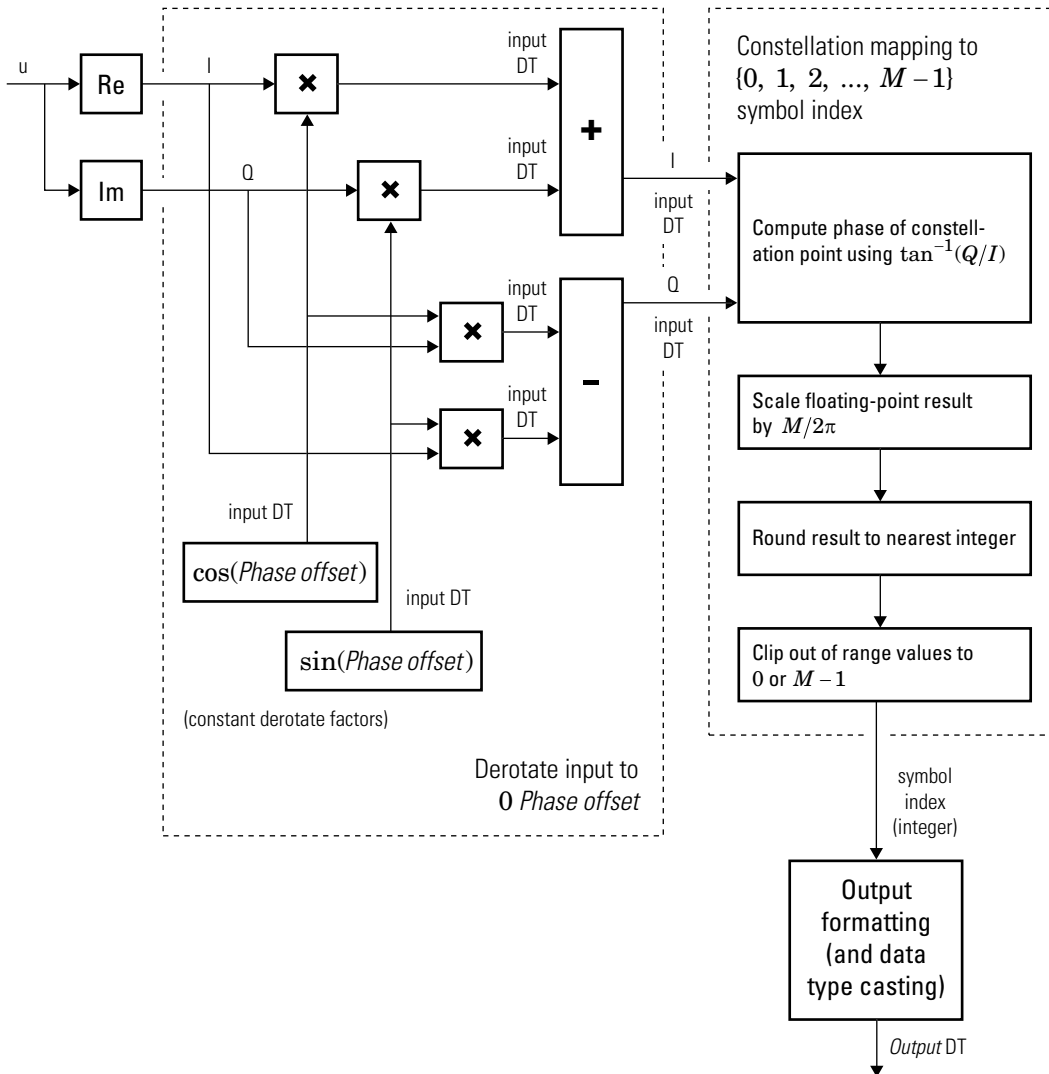 u
Re
I
×
input
DT
+
Im
Q
×
input
DT
I
input
DT
×
input
DT
-
Q
input
DT
×
input
DT
input DT
cos(Phase offset)
input DT
sin(Phase offset)
(constant derotate factors)
Derotate input to
0 Phase offset
Constellation mapping to
{0, 1, 2, ..., M – 1}
symbol index
Compute phase of constell-
ation point using tan⁻¹(Q/I)
Scale floating-point result
by M/2π
Round result to nearest integer
Clip out of range values to
0 or M – 1
symbol
index
(integer)
Output
formatting
(and data
type casting)
Output DT